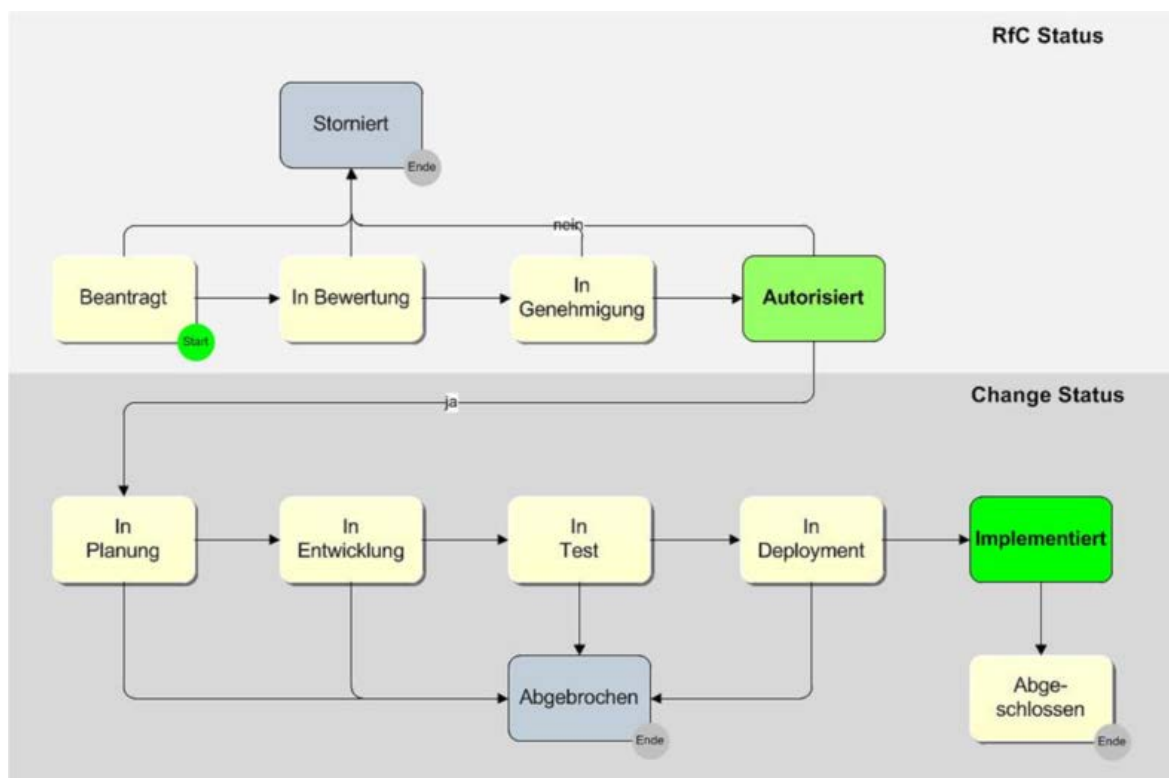 RfC Status
Storniert
Ende
nein
Beantragt
Start
In Bewertung
In
Genehmigung
Autorisiert
Change Status
ja
In
Planung
In
Entwicklung
In
Test
In
Deployment
Implementiert
Abgebrochen
Ende
Abge-
schlossen
Ende